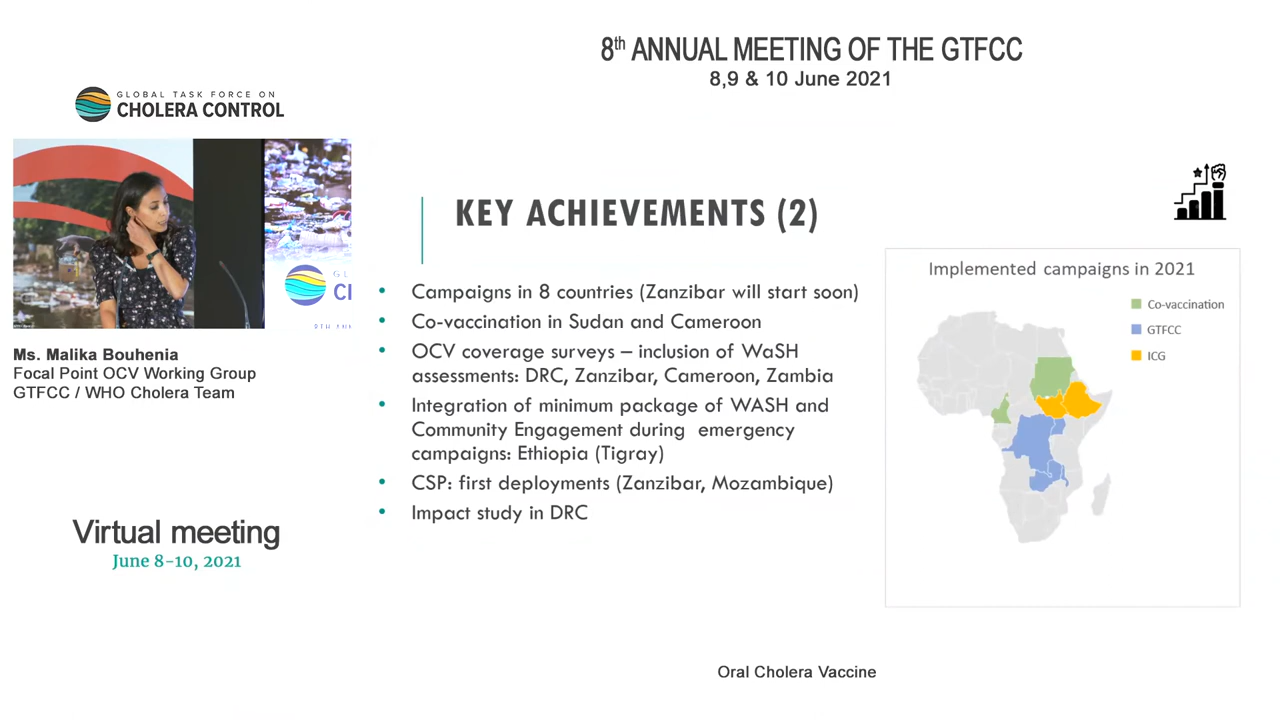 8th ANNUAL MEETING OF THE GTFCC
8,9 & 10 June 2021
GLOBAL TASK FORCE ON
CHOLERA CONTROL
GL
CI
Ms. Malika Bouhenia
Focal Point OCV Working Group
GTFCC / WHO Cholera Team
Virtual meeting
June 8-10, 2021
KEY ACHIEVEMENTS (2)
• Campaigns in 8 countries (Zanzibar will start soon)
• Co-vaccination in Sudan and Cameroon
• OCV coverage surveys – inclusion of WaSH
assessments: DRC, Zanzibar, Cameroon, Zambia
• Integration of minimum package of WASH and
Community Engagement during emergency
campaigns: Ethiopia (Tigray)
• CSP: first deployments (Zanzibar, Mozambique)
• Impact study in DRC
Implemented campaigns in 2021
Co-vaccination
GTFCC
ICG
Oral Cholera Vaccine